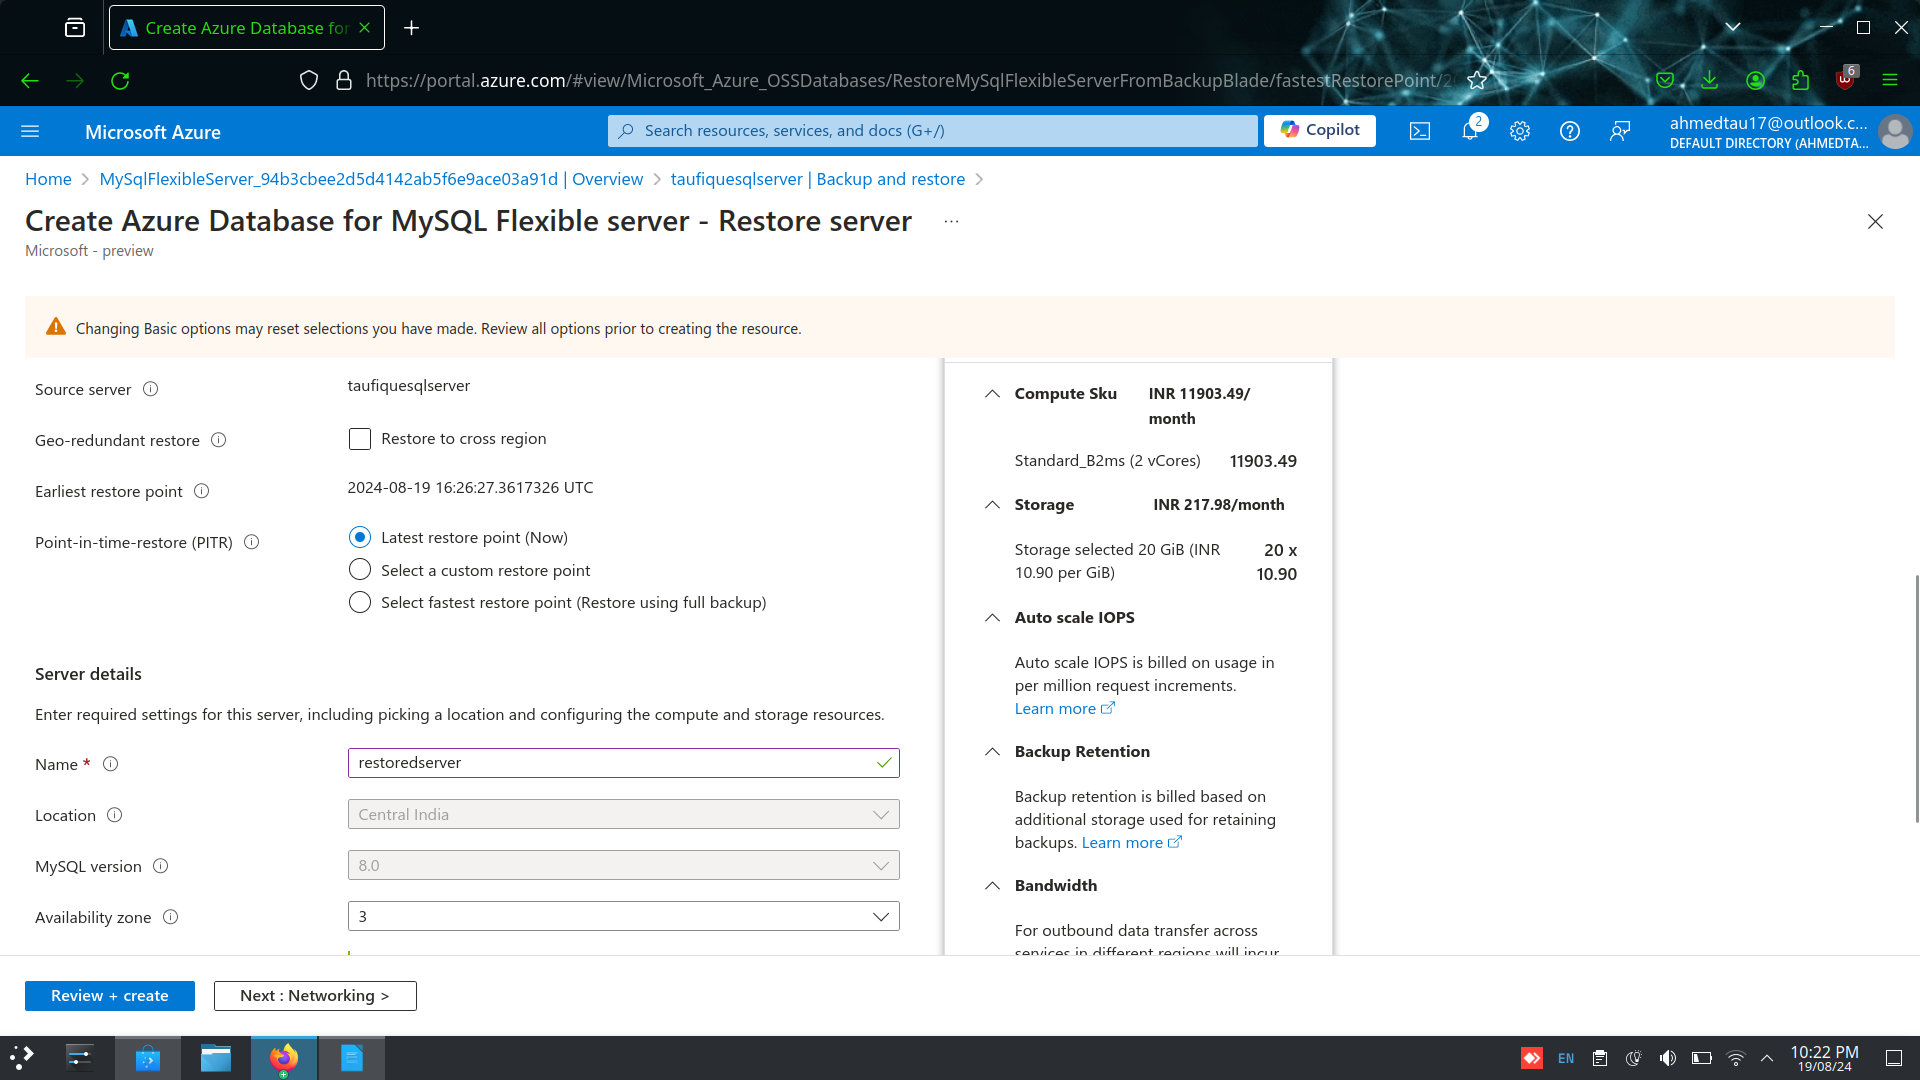 Create Azure Database for
https://portal.azure.com/#view/Microsoft_Azure_OSSDatabases/RestoreMySqlFlexibleServerFromBackupBlade/fastestRestorePoint/2
6
Microsoft Azure
Search resources, services, and docs (G+/)
Copilot
2
ahmedtau17@outlook.c...
DEFAULT DIRECTORY (AHMEDTA...
Home > MySqlFlexibleServer_94b3cbee2d5d4142ab5f6e9ace03a91d | Overview > taufiquesqlserver | Backup and restore >
Create Azure Database for MySQL Flexible server - Restore server ...
Microsoft - preview
Changing Basic options may reset selections you have made. Review all options prior to creating the resource.
Source server
taufiquesqlserver
Geo-redundant restore
Restore to cross region
Earliest restore point
2024-08-19 16:26:27.3617326 UTC
Point-in-time-restore (PITR)
Latest restore point (Now)
Select a custom restore point
Select fastest restore point (Restore using full backup)
Server details
Enter required settings for this server, including picking a location and configuring the compute and storage resources.
Name *
restoredserver
Location
Central India
MySQL version
8.0
Availability zone
3
Compute Sku
INR 11903.49/
month
Standard_B2ms (2 vCores)
11903.49
Storage
INR 217.98/month
Storage selected 20 GiB (INR
10.90 per GiB)
20 x
10.90
Auto scale IOPS
Auto scale IOPS is billed on usage in
per million request increments.
Learn more
Backup Retention
Backup retention is billed based on
additional storage used for retaining
backups. Learn more
Bandwidth
For outbound data transfer across
services in different regions will incur
Review + create
Next : Networking >
EN
10:22 PM
19/08/24